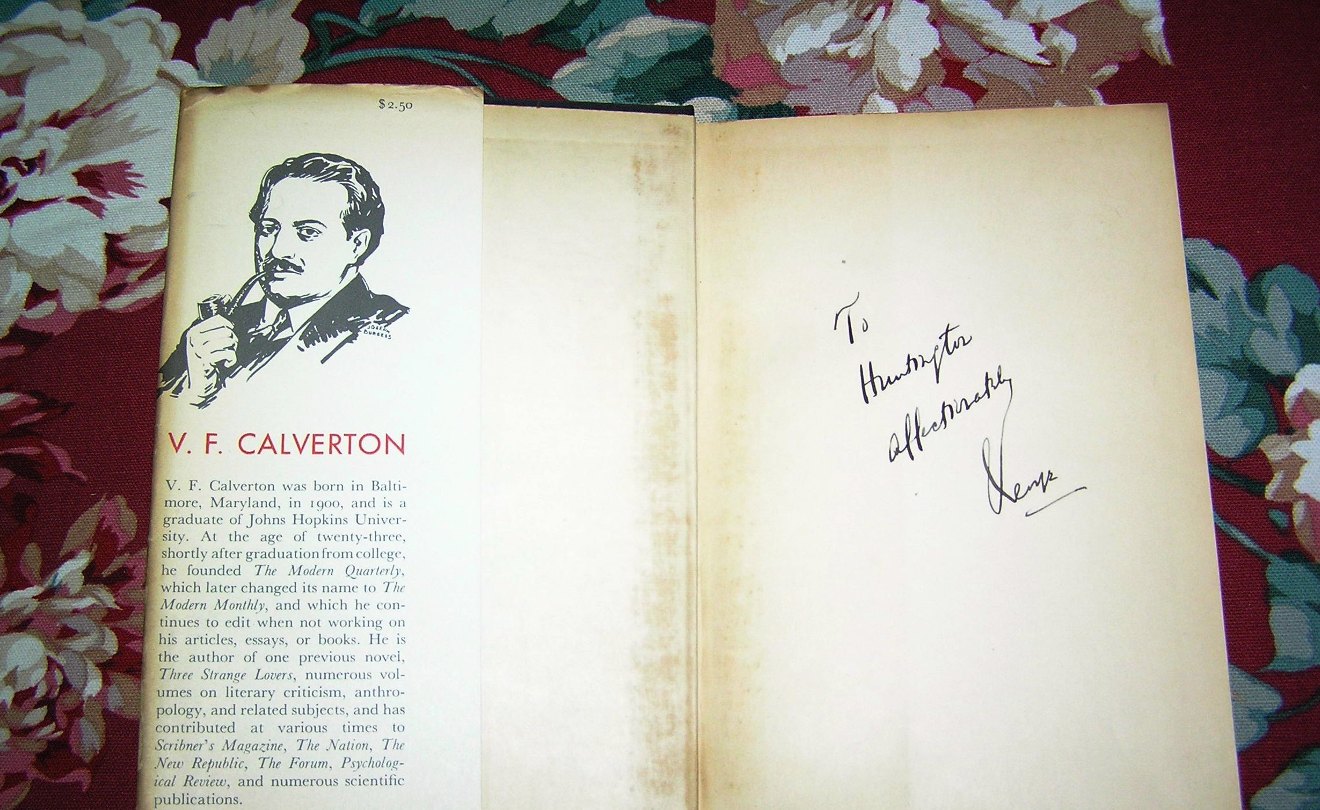 $2.50
JOSEPH
BURGESS
V. F. CALVERTON
V. F. Calverton was born in Balti-
more, Maryland, in 1900, and is a
graduate of Johns Hopkins Univer-
sity. At the age of twenty-three,
shortly after graduation from college,
he founded The Modern Quarterly,
which later changed its name to The
Modern Monthly, and which he con-
tinues to edit when not working on
his articles, essays, or books. He is
the author of one previous novel,
Three Strange Lovers, numerous vol-
umes on literary criticism, anthro-
pology, and related subjects, and has
contributed at various times to
Scribner's Magazine, The Nation, The
New Republic, The Forum, Psycholog-
ical Review, and numerous scientific
publications.
To
Huntington
affectionately